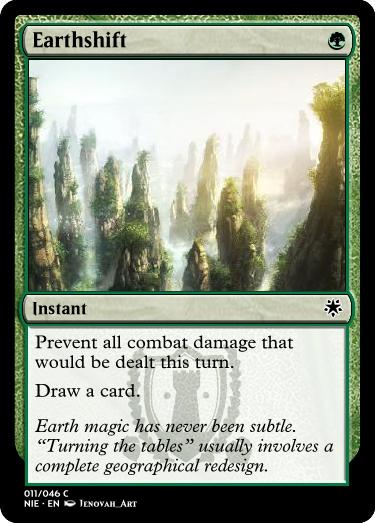 Earthshift
Instant
Prevent all combat damage that
would be dealt this turn.
Draw a card.
Earth magic has never been subtle.
“Turning the tables” usually involves a
complete geographical redesign.
011/046 C
NIE • EN Jenovah_Art